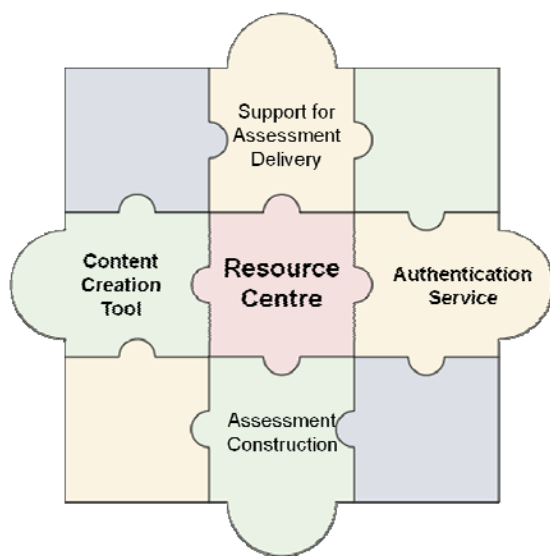 Support for
Assessment
Delivery
Content
Creation
Tool
Resource
Centre
Authentication
Service
Assessment
Construction